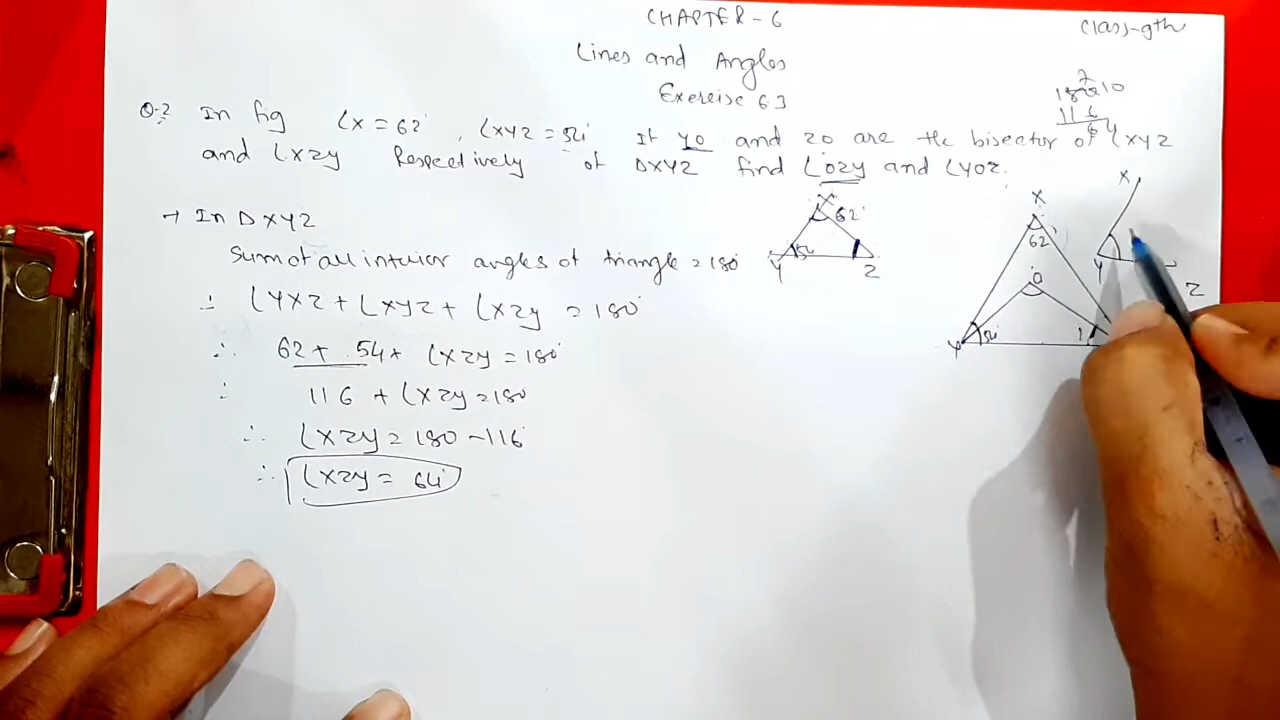 CHAPTER - 6
Class-9th
Lines and Angles
Exercise 6.3
Q.2 In fig ∠X = 62° , ∠XYZ = 54° If YO and ZO are the bisector of ∠XYZ
and ∠XZY Respectively of ΔXYZ find ∠OZY and ∠YOZ.
116
64
→ In ΔXYZ
Sum of all interior angles of triangle = 180°
∴ ∠YXZ + ∠XYZ + ∠XZY = 180°
∴ 62 + 54 + ∠XZY = 180°
∴ 116 + ∠XZY = 180
∴ ∠XZY = 180 - 116
∴ ∠XZY = 64°
X
62°
Y
54
Z
X
62
O
Y
54°
X
Y
Z